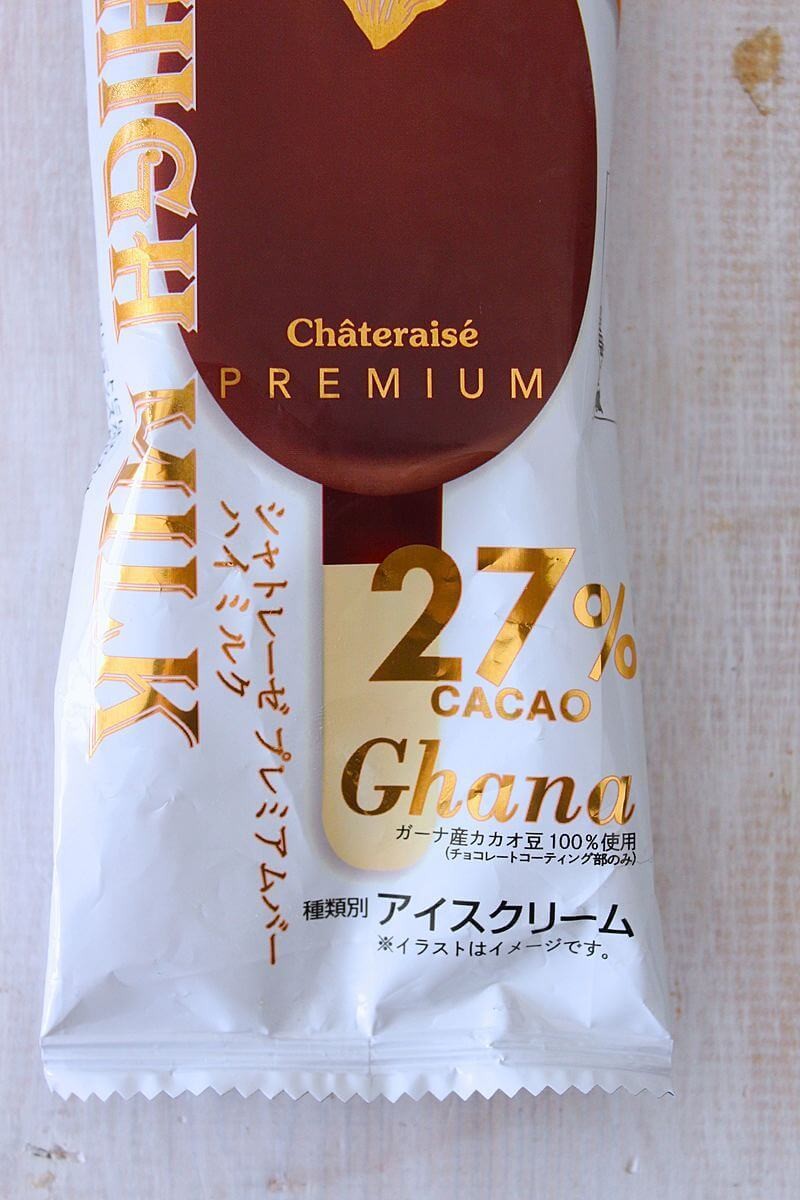 HIGH MILK
Châteraisé
PREMIUM
シャトレーゼ プレミアムバー
ハイミルク
27%
CACAO
Ghana
ガーナ産カカオ豆100%使用
(チョコレートコーティング部のみ)
種類別 アイスクリーム
※イラストはイメージです。